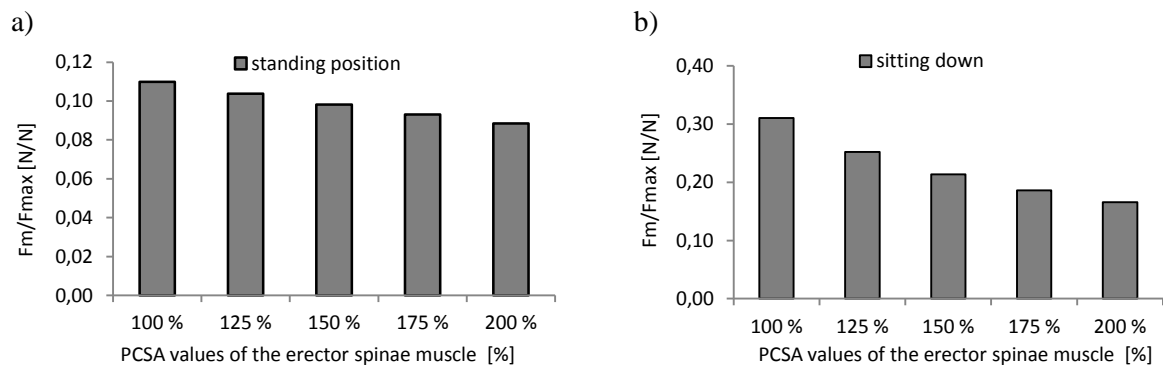 a)
standing position
0,12
0,10
0,08
0,06
0,04
0,02
0,00
Fm/Fmax [N/N]
100 % 125 % 150 % 175 % 200 %
PCSA values of the erector spinae muscle [%]
b)
sitting down
0,40
0,30
0,20
0,10
0,00
Fm/Fmax [N/N]
100 % 125 % 150 % 175 % 200 %
PCSA values of the erector spinae muscle [%]